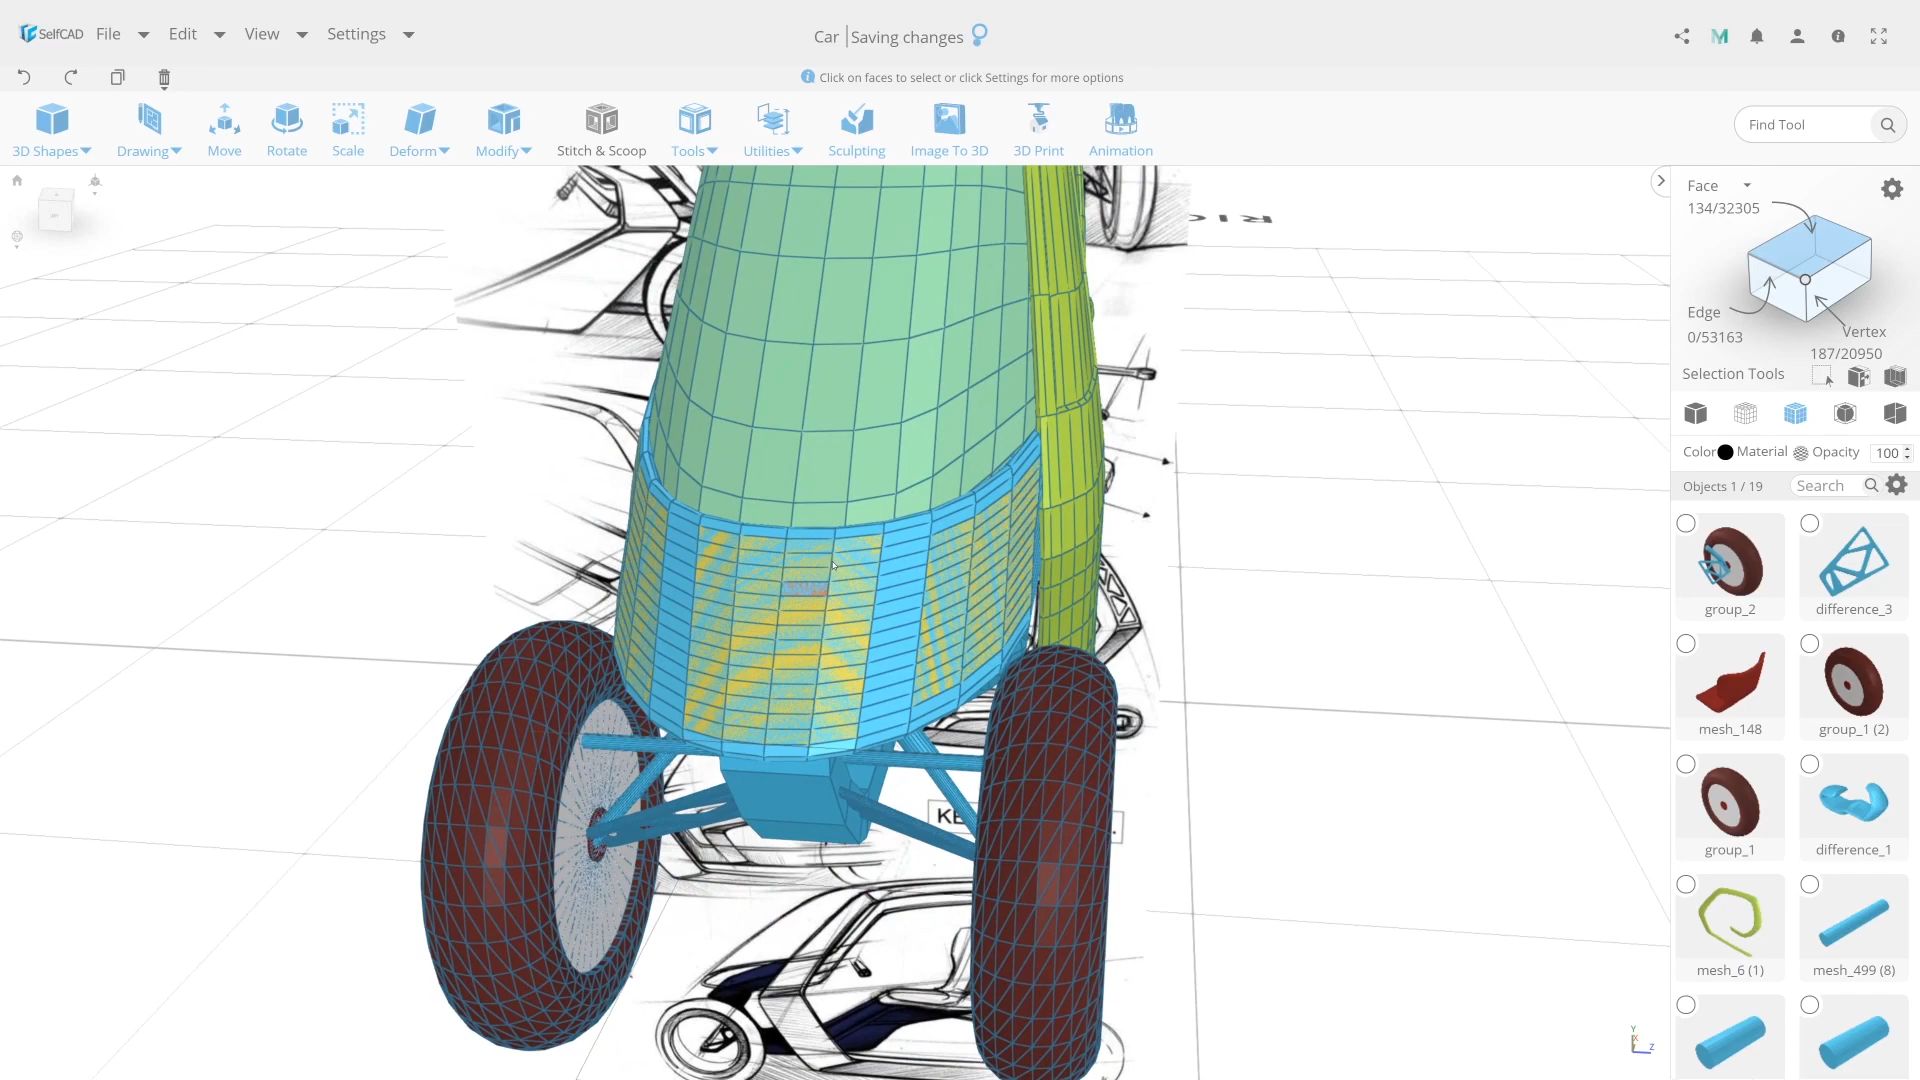 SelfCAD File Edit View Settings
Car Saving changes
Click on faces to select or click Settings for more options
3D Shapes Drawing Move Rotate Scale Deform Modify Stitch & Scoop Tools Utilities Sculpting Image To 3D 3D Print Animation
Find Tool
Face
134/32305
Edge
0/53163
Vertex
187/20950
Selection Tools
Color Material Opacity 100
Objects 1 / 19 Search
group_2 difference_3
mesh_148 group_1 (2)
group_1 difference_1
mesh_6 (1) mesh_499 (8)
Y
X
Z